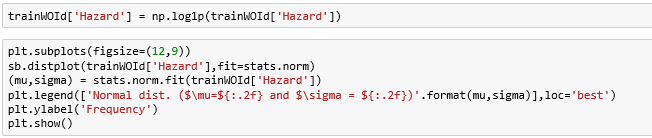 trainWOId['Hazard'] = np.log1p(trainWOId['Hazard'])
plt.subplots(figsize=(12,9))
sb.distplot(trainWOId['Hazard'],fit=stats.norm)
(mu,sigma) = stats.norm.fit(trainWOId['Hazard'])
plt.legend(['Normal dist. ($\mu=${:.2f} and $\sigma = ${:.2f})'.format(mu,sigma)],loc='best')
plt.ylabel('Frequency')
plt.show()